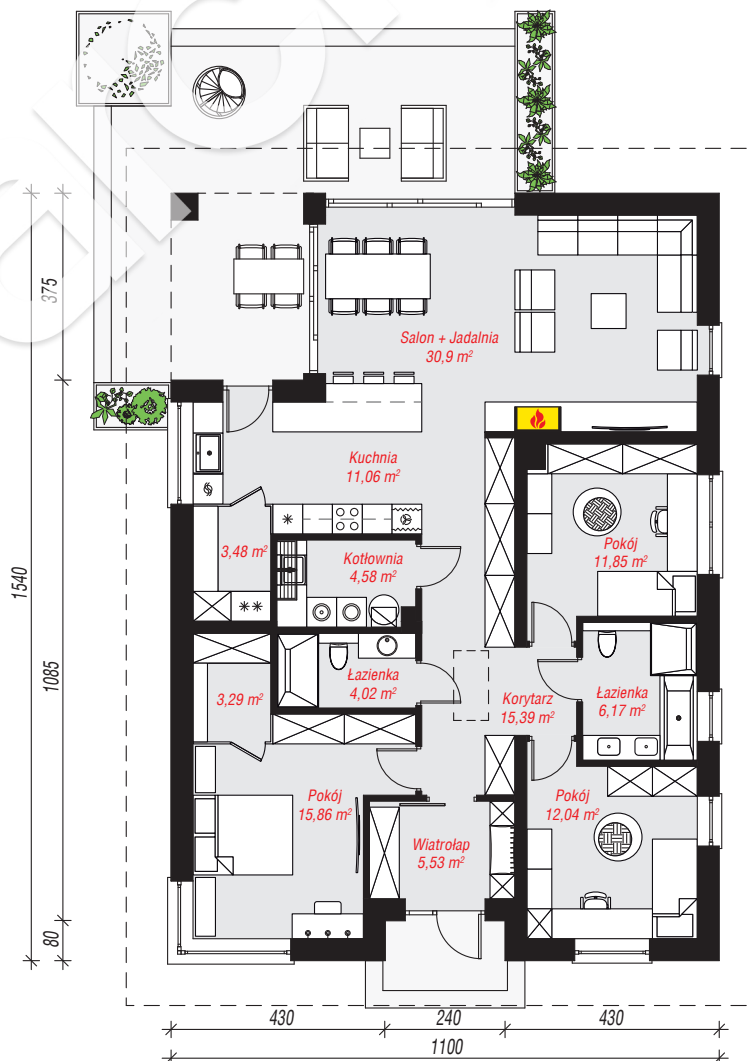 Salon + Jadalnia
30,9 m²
Kuchnia
11,06 m²
3,48 m²
Kotłownia
4,58 m²
Pokój
11,85 m²
Łazienka
4,02 m²
3,29 m²
Korytarz
15,39 m²
Łazienka
6,17 m²
Pokój
15,86 m²
Wiatrołap
5,53 m²
Pokój
12,04 m²
375
1540
1085
80
430
240
430
1100